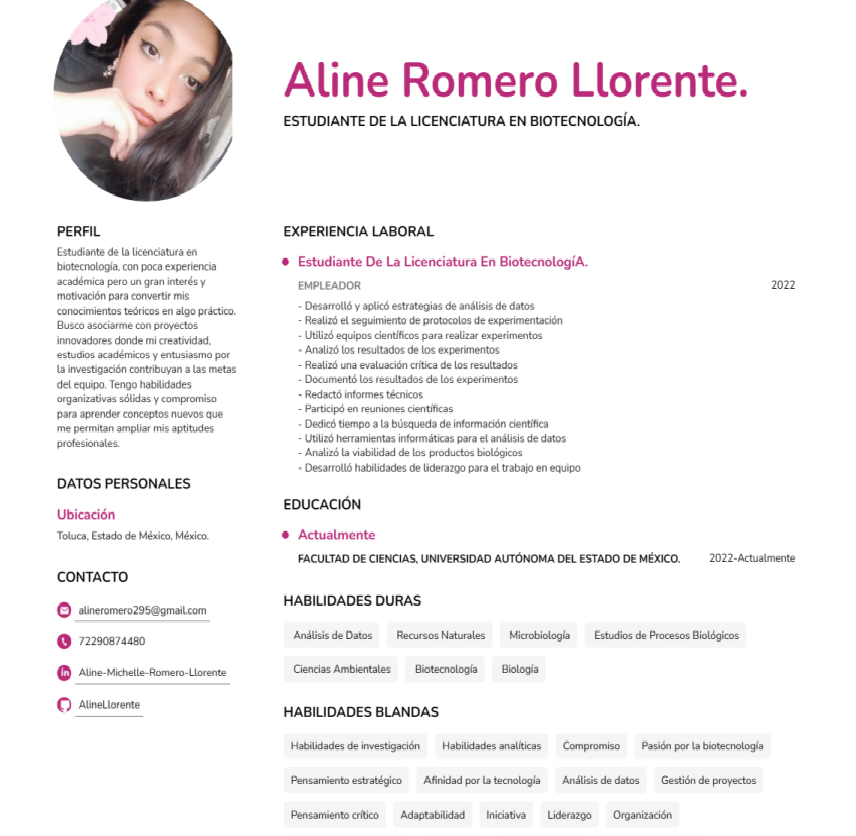 Aline Romero Llorente.
ESTUDIANTE DE LA LICENCIATURA EN BIOTECNOLOGÍA.
PERFIL
Estudiante de la licenciatura en
biotecnología, con poca experiencia
académica pero un gran interés y
motivación para convertir mis
conocimientos teóricos en algo práctico.
Busco asociarme con proyectos
innovadores donde mi creatividad,
estudios académicos y entusiasmo por
la investigación contribuyan a las metas
del equipo. Tengo habilidades
organizativas sólidas y compromiso
para aprender conceptos nuevos que
me permitan ampliar mis aptitudes
profesionales.
DATOS PERSONALES
Ubicación
Toluca, Estado de México, México.
CONTACTO
alineromero295@gmail.com
72290874480
Aline-Michelle-Romero-Llorente
AlineLlorente
EXPERIENCIA LABORAL
Estudiante De La Licenciatura En BiotecnologíA.
EMPLEADOR 2022
- Desarrolló y aplicó estrategias de análisis de datos
- Realizó el seguimiento de protocolos de experimentación
- Utilizó equipos científicos para realizar experimentos
- Analizó los resultados de los experimentos
- Realizó una evaluación crítica de los resultados
- Documentó los resultados de los experimentos
- Redactó informes técnicos
- Participó en reuniones científicas
- Dedicó tiempo a la búsqueda de información científica
- Utilizó herramientas informáticas para el análisis de datos
- Analizó la viabilidad de los productos biológicos
- Desarrolló habilidades de liderazgo para el trabajo en equipo
EDUCACIÓN
Actualmente
FACULTAD DE CIENCIAS, UNIVERSIDAD AUTÓNOMA DEL ESTADO DE MÉXICO. 2022-Actualmente
HABILIDADES DURAS
Análisis de Datos Recursos Naturales Microbiología Estudios de Procesos Biológicos
Ciencias Ambientales Biotecnología Biología
HABILIDADES BLANDAS
Habilidades de investigación Habilidades analíticas Compromiso Pasión por la biotecnología
Pensamiento estratégico Afinidad por la tecnología Análisis de datos Gestión de proyectos
Pensamiento crítico Adaptabilidad Iniciativa Liderazgo Organización